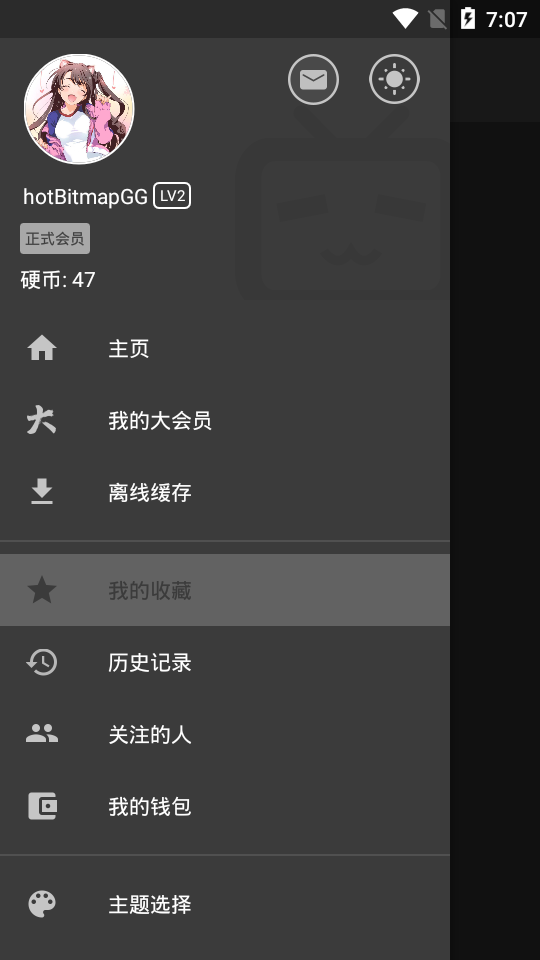 7:07
hotBitmapGG LV2
正式会员
硬币: 47
主页
大 我的大会员
离线缓存
我的收藏
历史记录
关注的人
我的钱包
主题选择